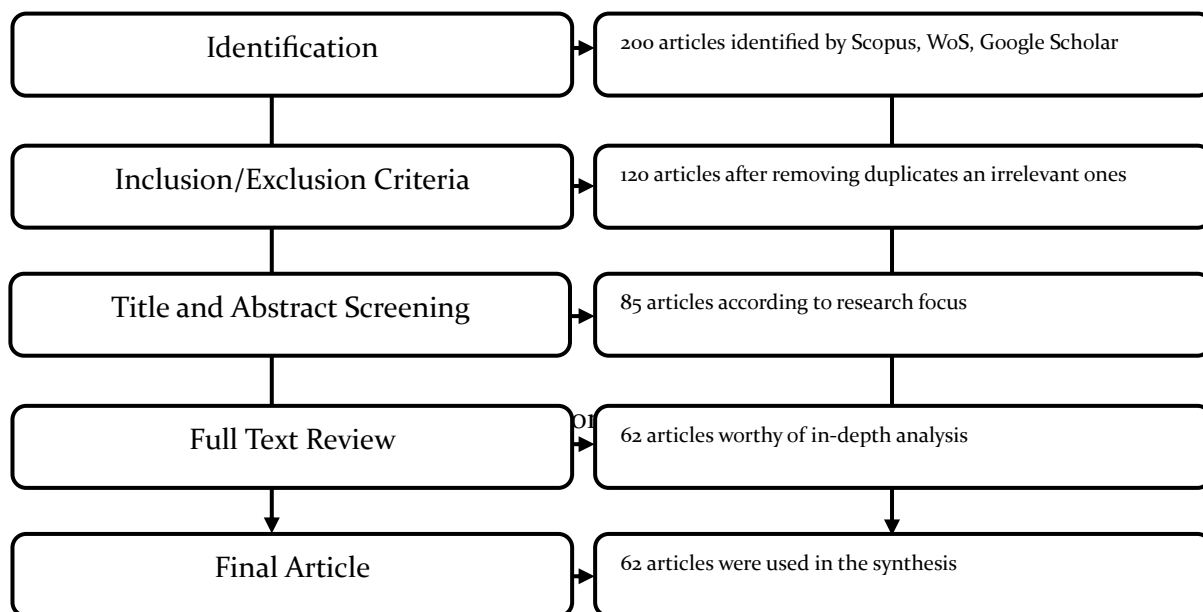 Identification
200 articles identified by Scopus, WoS, Google Scholar
Inclusion/Exclusion Criteria
120 articles after removing duplicates an irrelevant ones
Title and Abstract Screening
85 articles according to research focus
Full Text Review
62 articles worthy of in-depth analysis
Final Article
62 articles were used in the synthesis